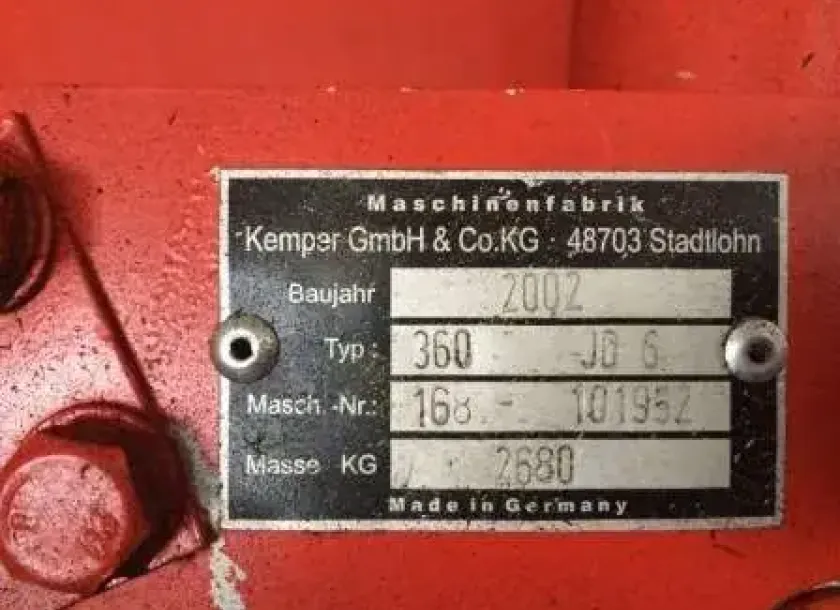 Maschinenfabrik
Kemper GmbH & Co.KG · 48703 Stadtlohn
Baujahr 2002
Typ : 360 JD 6
Masch.-Nr.: 168 - 101952
Masse KG 2680
Made in Germany